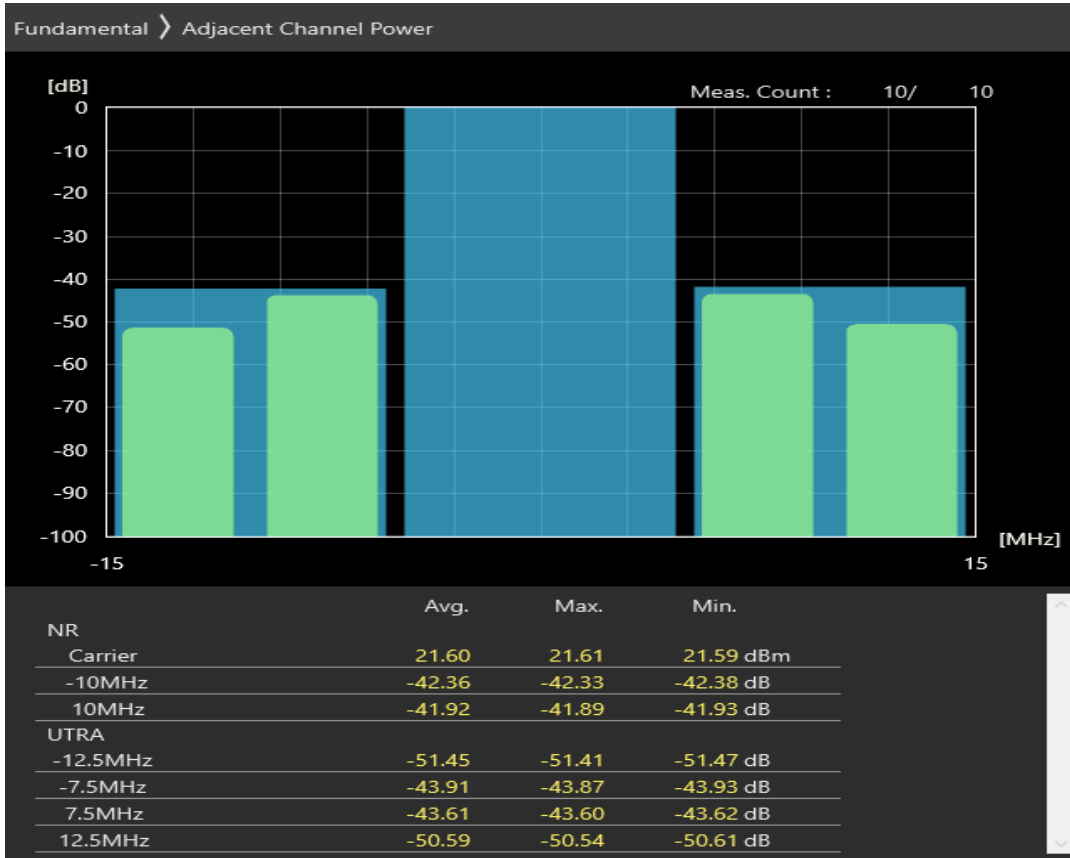 Fundamental ❯ Adjacent Channel Power
[dB]
Meas. Count : 10/ 10
0
-10
-20
-30
-40
-50
-60
-70
-80
-90
-100
[MHz]
-15 15
Avg. Max. Min.
NR
Carrier 21.60 21.61 21.59 dBm
-10MHz -42.36 -42.33 -42.38 dB
10MHz -41.92 -41.89 -41.93 dB
UTRA
-12.5MHz -51.45 -51.41 -51.47 dB
-7.5MHz -43.91 -43.87 -43.93 dB
7.5MHz -43.61 -43.60 -43.62 dB
12.5MHz -50.59 -50.54 -50.61 dB